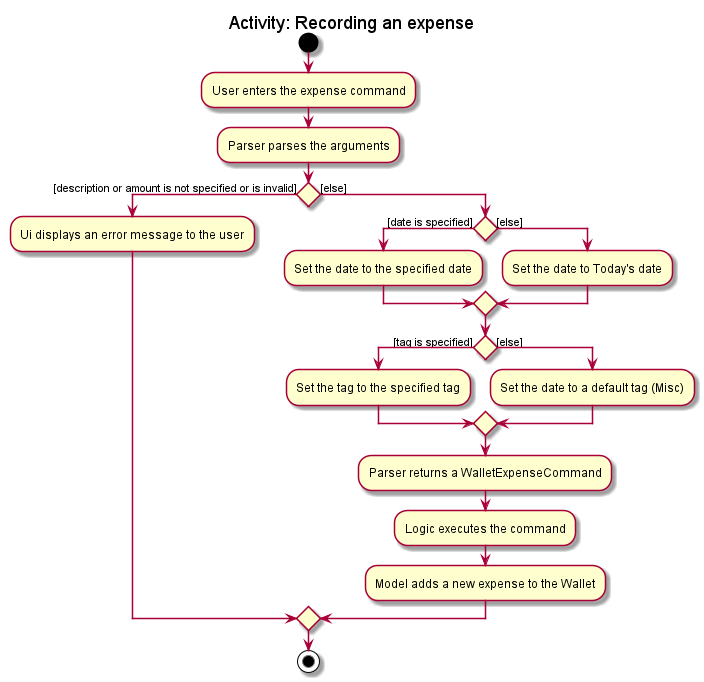 Activity: Recording an expense
User enters the expense command
Parser parses the arguments
[description or amount is not specified or is invalid]
[else]
Ui displays an error message to the user
[date is specified]
[else]
Set the date to the specified date
Set the date to Today's date
[tag is specified]
[else]
Set the tag to the specified tag
Set the date to a default tag (Misc)
Parser returns a WalletExpenseCommand
Logic executes the command
Model adds a new expense to the Wallet